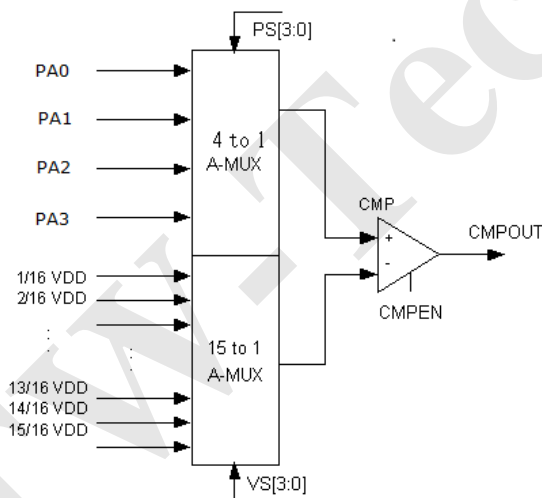 PS[3:0]
PA0
PA1
PA2
PA3
4 to 1
A-MUX
CMP
+
-
CMPOUT
CMPEN
1/16 VDD
2/16 VDD
:
:
15 to 1
A-MUX
13/16 VDD
14/16 VDD
15/16 VDD
VS[3:0]
W-Tec